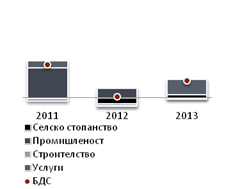 2011 2012 2013
Селско стопанство
Промишленост
Строителство
Услуги
БДС